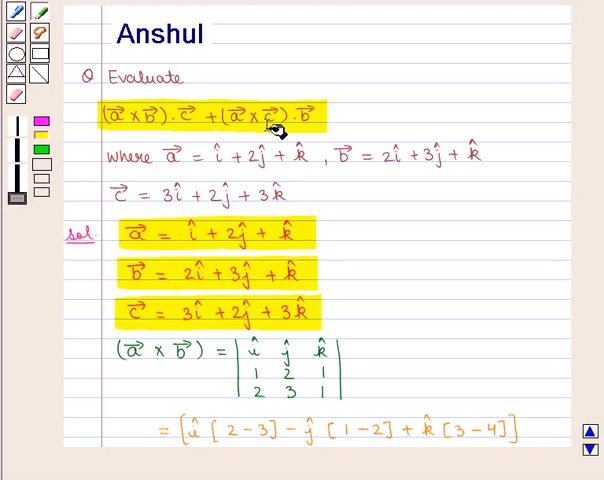 Anshul
Q Evaluate
(a⃗ × b⃗) . c⃗ + (a⃗ × c⃗) . b⃗
where a⃗ = î + 2ĵ + k̂ , b⃗ = 2î + 3ĵ + k̂
c⃗ = 3î + 2ĵ + 3k̂
sol a⃗ = î + 2ĵ + k̂
b⃗ = 2î + 3ĵ + k̂
c⃗ = 3î + 2ĵ + 3k̂
(a⃗ × b⃗) = | î ĵ k̂ |
| 1 2 1 |
| 2 3 1 |
= [ î [ 2 - 3 ] - ĵ [ 1 - 2 ] + k̂ [ 3 - 4 ] ]